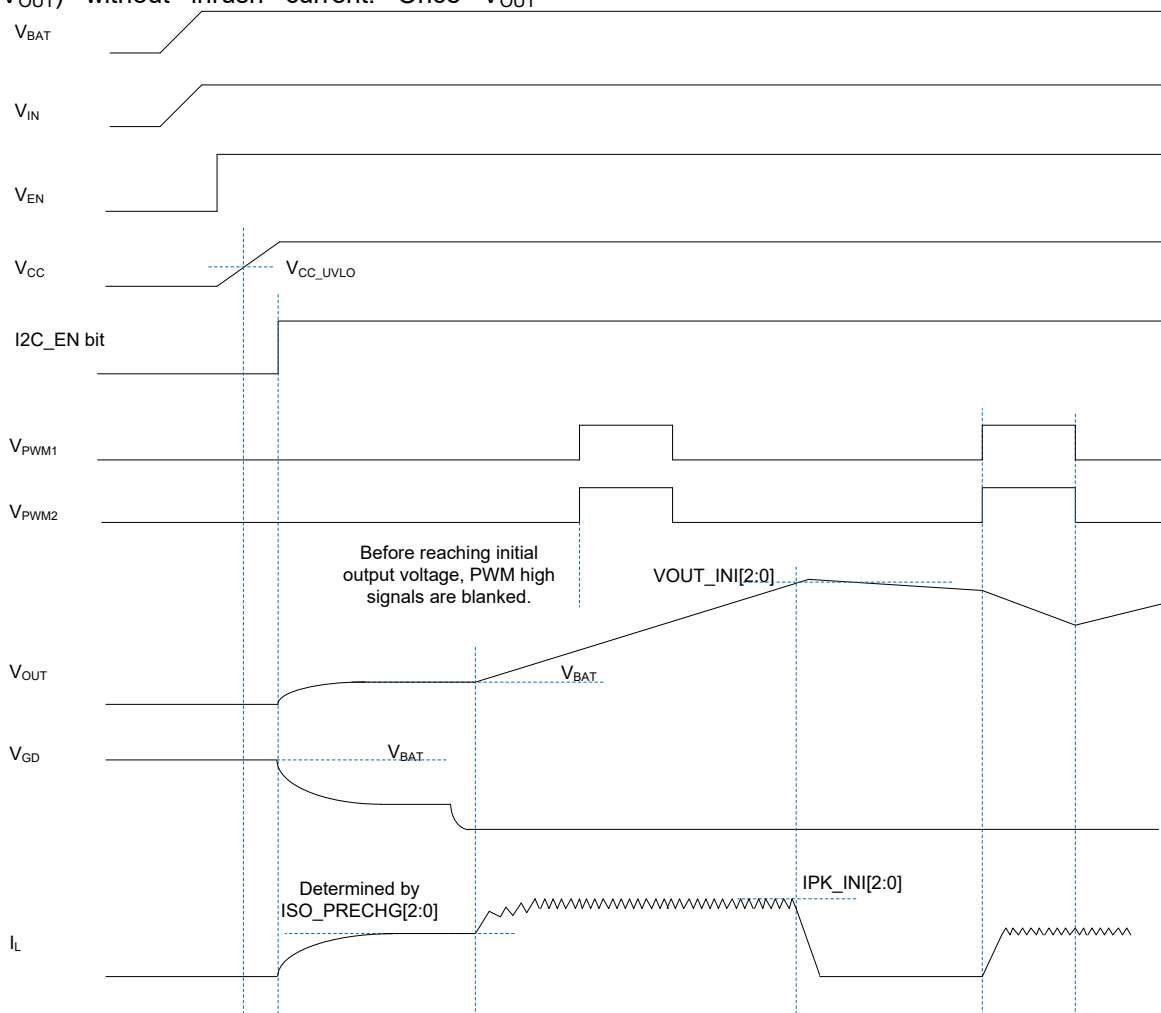 VOUT) without inrush current. Once VOUT
VBAT
VIN
VEN
VCC
VCC_UVLO
I2C_EN bit
VPWM1
VPWM2
Before reaching initial
output voltage, PWM high
signals are blanked.
VOUT_INI[2:0]
VOUT
VBAT
VGD
VBAT
Determined by
ISO_PRECHG[2:0]
IPK_INI[2:0]
IL